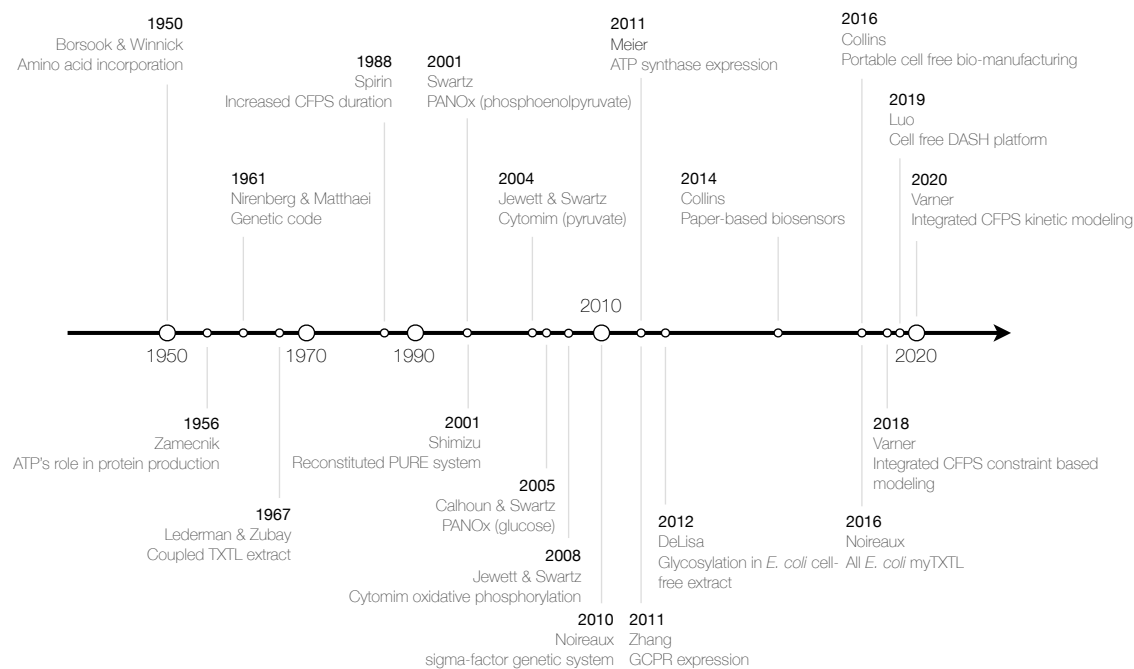 1950
Borsook & Winnick
Amino acid incorporation
1988
Spirin
Increased CFPS duration
2001
Swartz
PANOx (phosphoenolpyruvate)
2011
Meier
ATP synthase expression
2016
Collins
Portable cell free bio-manufacturing
2019
Luo
Cell free DASH platform
1961
Nirenberg & Matthaei
Genetic code
2004
Jewett & Swartz
Cytomim (pyruvate)
2014
Collins
Paper-based biosensors
2020
Varner
Integrated CFPS kinetic modeling
2010
1950
1970
1990
2020
1956
Zamecnik
ATP's role in protein production
2001
Shimizu
Reconstituted PURE system
2018
Varner
Integrated CFPS constraint based
modeling
1967
Lederman & Zubay
Coupled TXTL extract
2005
Calhoun & Swartz
PANOx (glucose)
2012
DeLisa
Glycosylation in E. coli cell-
free extract
2016
Noireaux
All E. coli myTXTL
2008
Jewett & Swartz
Cytomim oxidative phosphorylation
2010
Noireaux
sigma-factor genetic system
2011
Zhang
GCPR expression